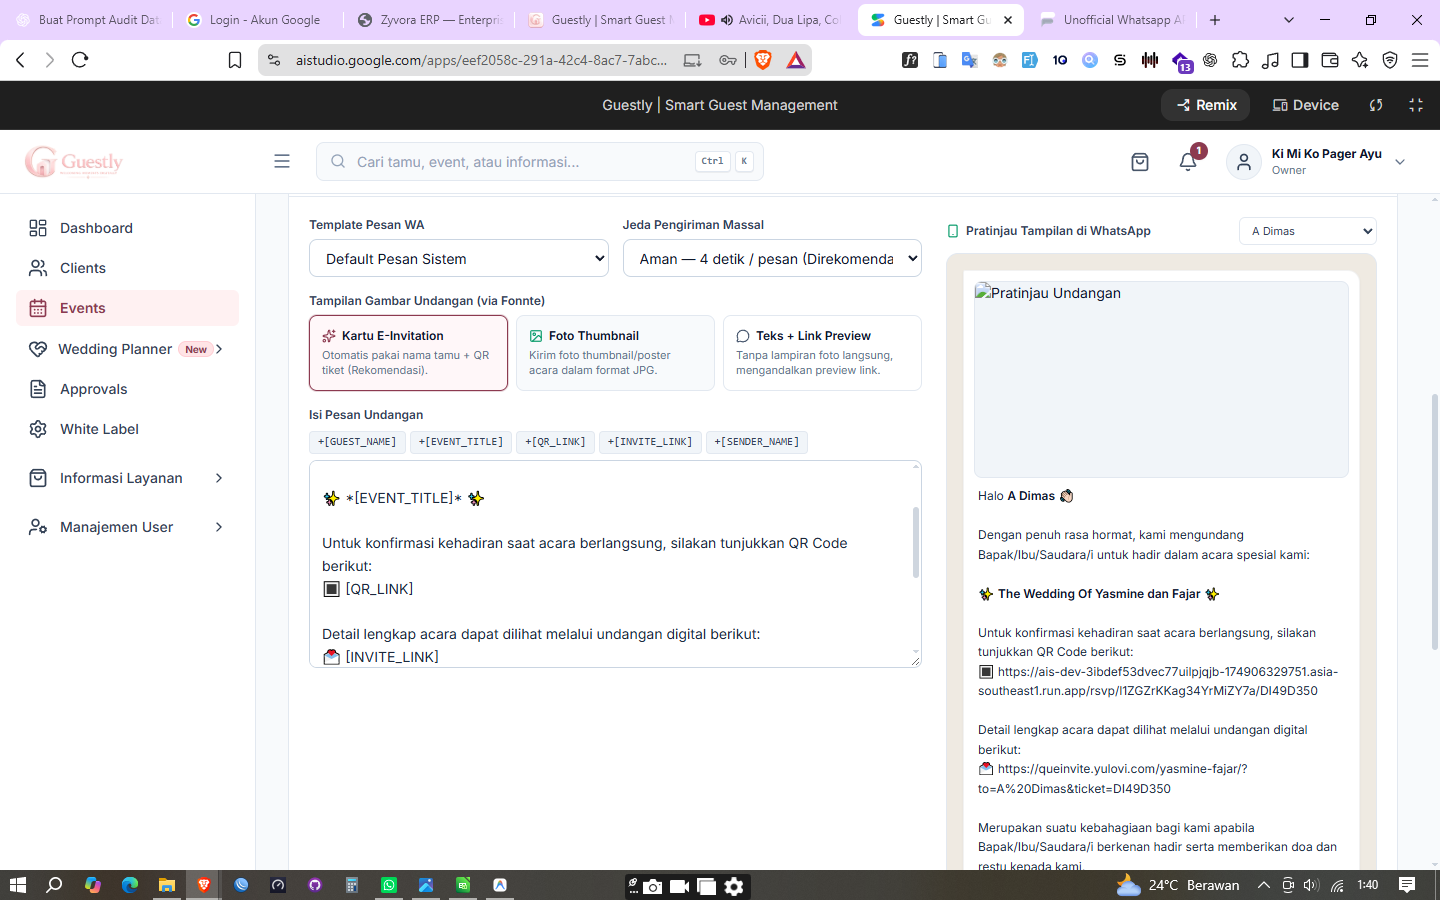 Buat Prompt Audit Dat
Login - Akun Google
Zyvora ERP — Enterpris
Guestly | Smart Guest M
Avicii, Dua Lipa, Col
Guestly | Smart Gu
Unofficial Whatsapp AP
aistudio.google.com/apps/eef2058c-291a-42c4-8ac7-7abc...
13
Guestly | Smart Guest Management
Remix
Device
Guestly
Cari tamu, event, atau informasi...
Ctrl K
1
Ki Mi Ko Pager Ayu
Owner
Dashboard
Clients
Events
Wedding Planner New
Approvals
White Label
Informasi Layanan
Manajemen User
Template Pesan WA
Default Pesan Sistem
Jeda Pengiriman Massal
Aman — 4 detik / pesan (Direkomenda
Tampilan Gambar Undangan (via Fonnte)
Kartu E-Invitation
Otomatis pakai nama tamu + QR
tiket (Rekomendasi).
Foto Thumbnail
Kirim foto thumbnail/poster
acara dalam format JPG.
Teks + Link Preview
Tanpa lampiran foto langsung,
mengandalkan preview link.
Isi Pesan Undangan
+[GUEST_NAME] +[EVENT_TITLE] +[QR_LINK] +[INVITE_LINK] +[SENDER_NAME]
✨ *[EVENT_TITLE]* ✨
Untuk konfirmasi kehadiran saat acara berlangsung, silakan tunjukkan QR Code
berikut:
🔳 [QR_LINK]
Detail lengkap acara dapat dilihat melalui undangan digital berikut:
💌 [INVITE_LINK]
Pratinjau Tampilan di WhatsApp
A Dimas
Pratinjau Undangan
Halo A Dimas 👋🏻
Dengan penuh rasa hormat, kami mengundang
Bapak/Ibu/Saudara/i untuk hadir dalam acara spesial kami:
✨ The Wedding Of Yasmine dan Fajar ✨
Untuk konfirmasi kehadiran saat acara berlangsung, silakan
tunjukkan QR Code berikut:
🔳 https://ais-dev-3ibdef53dvec77uilpjqjb-174906329751.asia-
southeast1.run.app/rsvp/l1ZGZrKKag34YrMiZY7a/DI49D350
Detail lengkap acara dapat dilihat melalui undangan digital
berikut:
💌 https://queinvite.yulovi.com/yasmine-fajar/?
to=A%20Dimas&ticket=DI49D350
Merupakan suatu kebahagiaan bagi kami apabila
Bapak/Ibu/Saudara/i berkenan hadir serta memberikan doa dan
restu kepada kami.
24°C Berawan
1:40